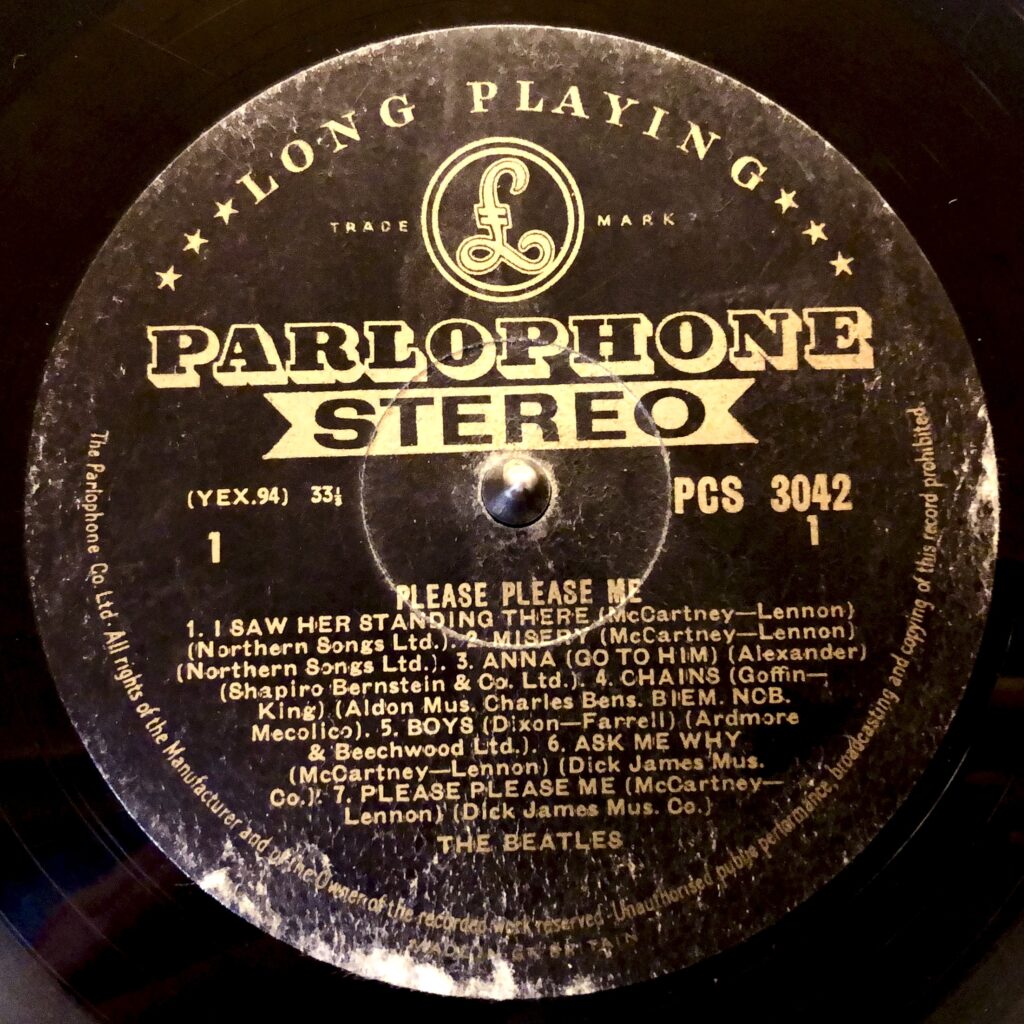 LONG PLAYING
TRADE MARK
£
PARLOPHONE
STEREO
(YEX.94) 33⅓
PCS 3042
1
1
PLEASE PLEASE ME
1. I SAW HER STANDING THERE (McCartney—Lennon)
(Northern Songs Ltd.). 2. MISERY (McCartney—Lennon)
(Northern Songs Ltd.). 3. ANNA (GO TO HIM) (Alexander)
(Shapiro Bernstein & Co. Ltd.). 4. CHAINS (Goffin—
King) (Aldon Mus. Charles Bens. BIEM. NCB.
Mecolico). 5. BOYS (Dixon—Farrell) (Ardmore
& Beechwood Ltd.). 6. ASK ME WHY
(McCartney—Lennon) (Dick James Mus.
Co.). 7. PLEASE PLEASE ME (McCartney—
Lennon) (Dick James Mus. Co.)
THE BEATLES
The Parlophone Co. Ltd. All rights of the Manufacturer and of the Owner of the recorded work reserved. Unauthorised public performance, broadcasting and copying of this record prohibited.
MADE IN GT. BRITAIN